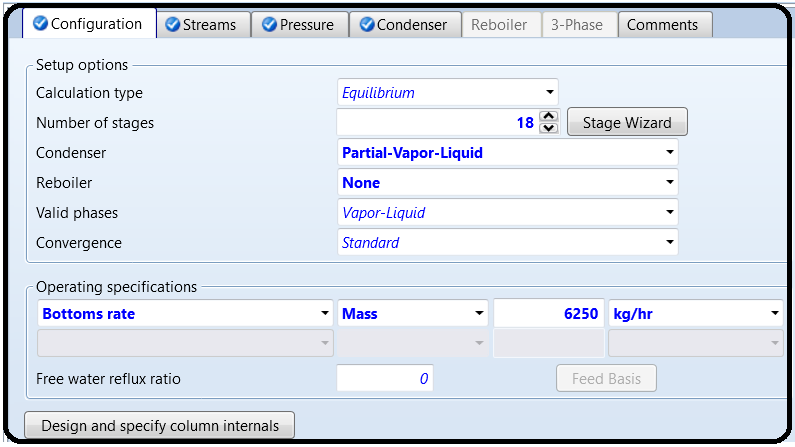 Configuration Streams Pressure Condenser Reboiler 3-Phase Comments
Setup options
Calculation type Equilibrium
Number of stages 18 Stage Wizard
Condenser Partial-Vapor-Liquid
Reboiler None
Valid phases Vapor-Liquid
Convergence Standard
Operating specifications
Bottoms rate Mass 6250 kg/hr
Free water reflux ratio 0 Feed Basis
Design and specify column internals